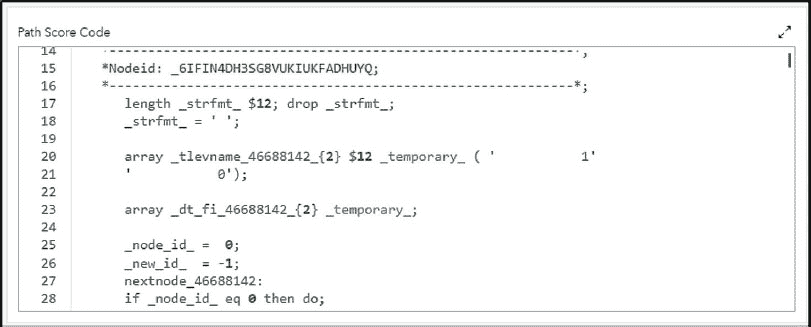 Path Score Code
14 *------------------------------------------------------------*;
15 *Nodeid: _6IFIN4DH3SG8VUKIUKFADHUYQ;
16 *------------------------------------------------------------*;
17 length _strfmt_ $12; drop _strfmt_;
18 _strfmt_ = ' ';
19
20 array _tlevname_46688142_{2} $12 _temporary_ ( '           1'
21 '           0');
22
23 array _dt_fi_46688142_{2} _temporary_;
24
25 _node_id_ =  0;
26 _new_id_  = -1;
27 nextnode_46688142:
28 if _node_id_ eq 0 then do;